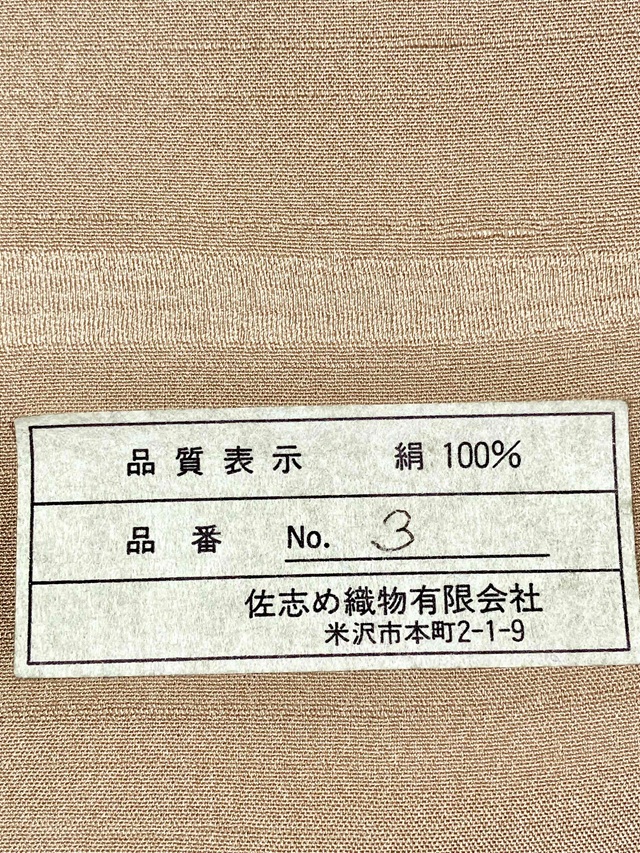 品質表示 絹 100%
品番 No. 3
佐志め織物有限会社
米沢市本町2-1-9